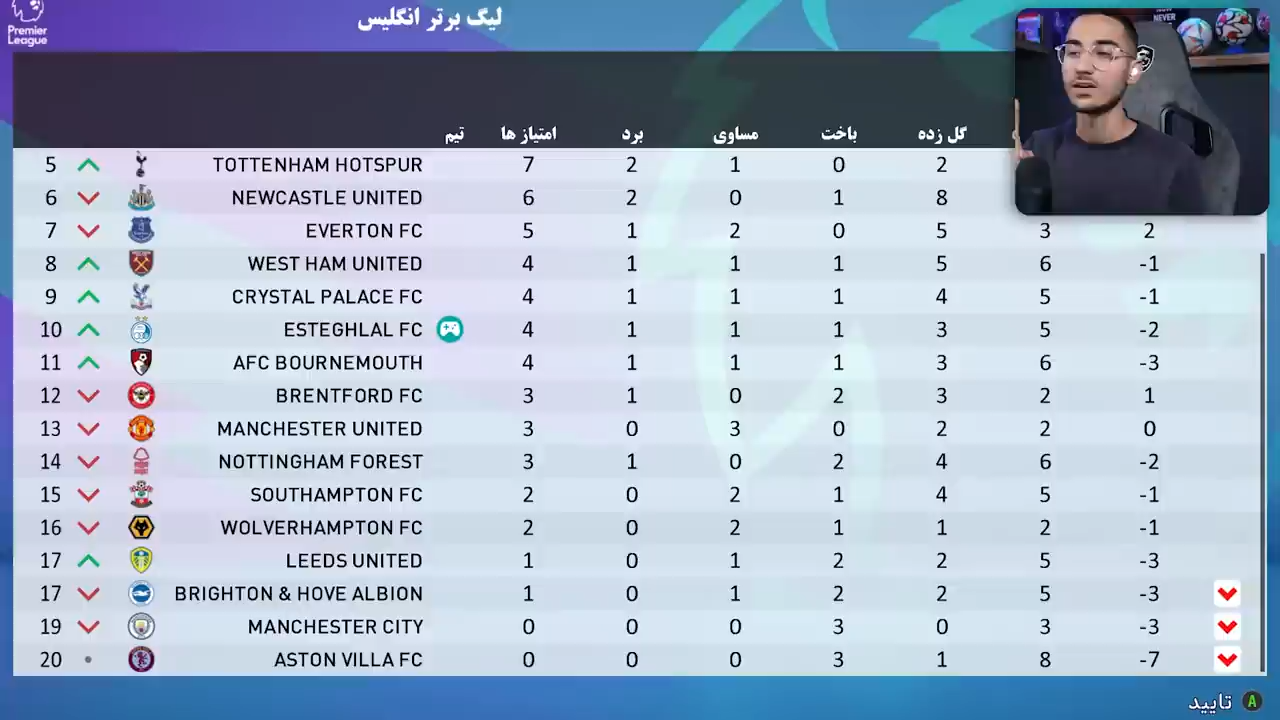 Premier League
لیگ برتر انگلیس
NEVER
تیم امتیاز ها برد مساوی باخت گل زده
5 TOTTENHAM HOTSPUR 7 2 1 0 2
6 NEWCASTLE UNITED 6 2 0 1 8
7 EVERTON FC 5 1 2 0 5 3 2
8 WEST HAM UNITED 4 1 1 1 5 6 -1
9 CRYSTAL PALACE FC 4 1 1 1 4 5 -1
10 ESTEGHLAL FC 4 1 1 1 3 5 -2
11 AFC BOURNEMOUTH 4 1 1 1 3 6 -3
12 BRENTFORD FC 3 1 0 2 3 2 1
13 MANCHESTER UNITED 3 0 3 0 2 2 0
14 NOTTINGHAM FOREST 3 1 0 2 4 6 -2
15 SOUTHAMPTON FC 2 0 2 1 4 5 -1
16 WOLVERHAMPTON FC 2 0 2 1 1 2 -1
17 LEEDS UNITED 1 0 1 2 2 5 -3
17 BRIGHTON & HOVE ALBION 1 0 1 2 2 5 -3
19 MANCHESTER CITY 0 0 0 3 0 3 -3
20 ASTON VILLA FC 0 0 0 3 1 8 -7
تایید A